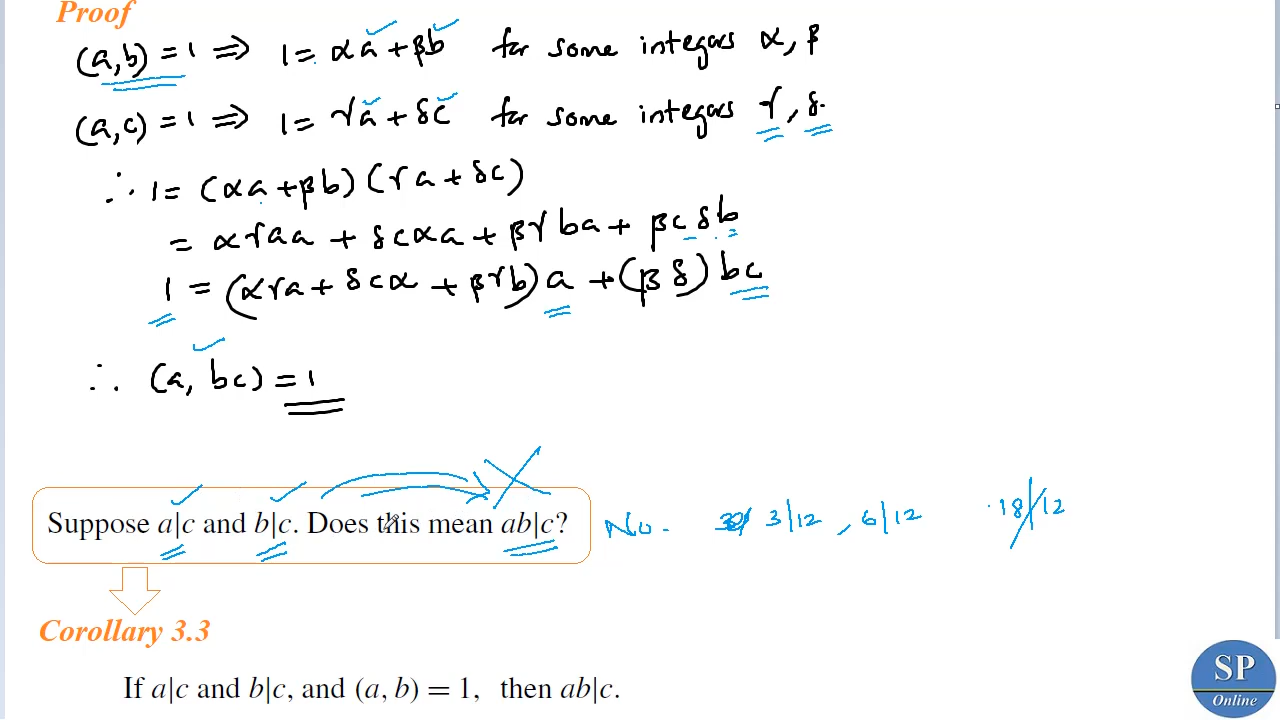 Proof
(a,b) = 1 ⇒ 1 = αa + βb for some integers α, β
(a,c) = 1 ⇒ 1 = γa + δc for some integers γ, δ.
∴ 1 = (αa + βb)(γa + δc)
= αγaa + δcαa + βγba + βcδb
1 = (αγa + δcα + βγb)a + (βδ)bc
∴ (a, bc) = 1
Suppose a|c and b|c. Does this mean ab|c? No. 3|12, 6|12 18∤12
Corollary 3.3
If a|c and b|c, and (a, b) = 1, then ab|c.
SP
Online